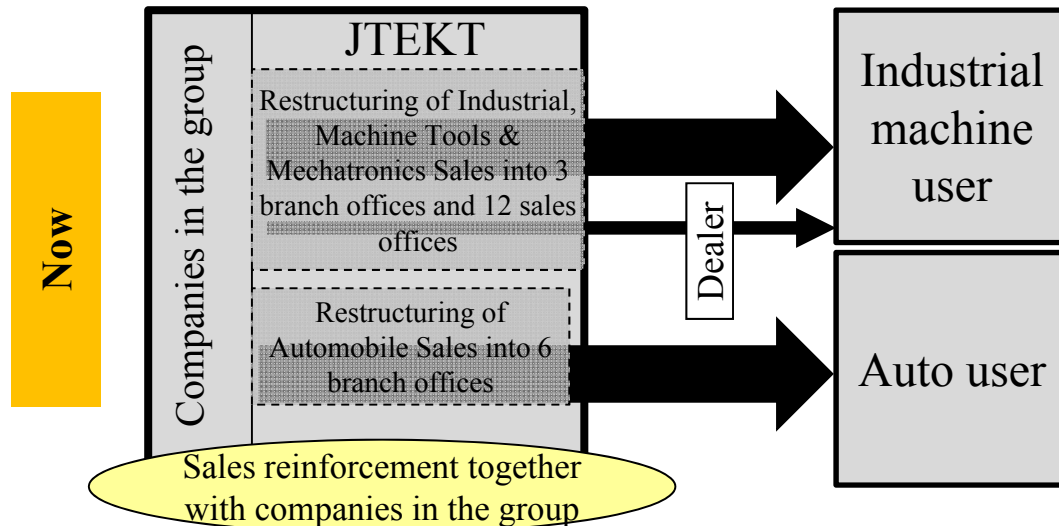 Now
Companies in the group
JTEKT
Restructuring of Industrial,
Machine Tools &
Mechatronics Sales into 3
branch offices and 12 sales
offices
Restructuring of
Automobile Sales into 6
branch offices
Sales reinforcement together
with companies in the group
Dealer
Industrial
machine
user
Auto user